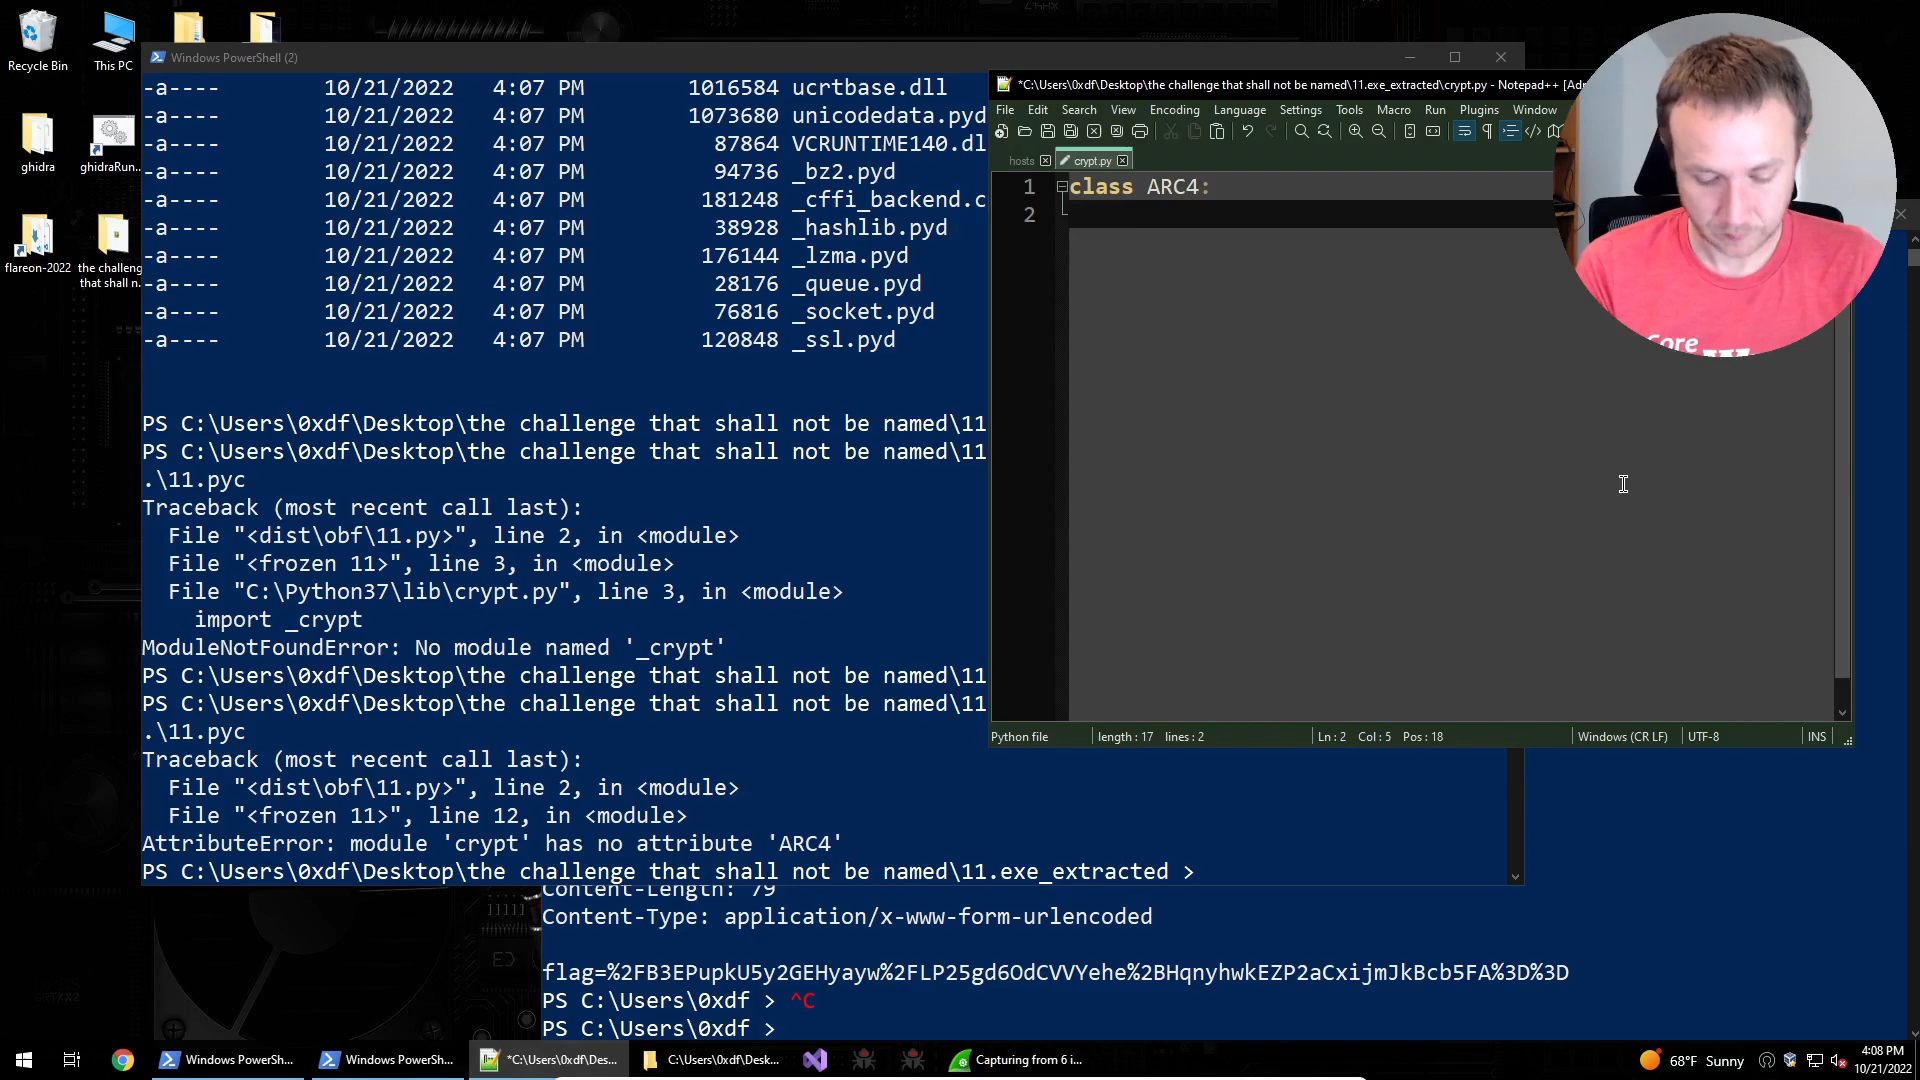 Recycle Bin
This PC
ghidra
ghidraRun...
flareon-2022
the challeng
that shall n...
Windows PowerShell (2)
-a---- 10/21/2022 4:07 PM 1016584 ucrtbase.dll
-a---- 10/21/2022 4:07 PM 1073680 unicodedata.pyd
-a---- 10/21/2022 4:07 PM 87864 VCRUNTIME140.dl
-a---- 10/21/2022 4:07 PM 94736 _bz2.pyd
-a---- 10/21/2022 4:07 PM 181248 _cffi_backend.c
-a---- 10/21/2022 4:07 PM 38928 _hashlib.pyd
-a---- 10/21/2022 4:07 PM 176144 _lzma.pyd
-a---- 10/21/2022 4:07 PM 28176 _queue.pyd
-a---- 10/21/2022 4:07 PM 76816 _socket.pyd
-a---- 10/21/2022 4:07 PM 120848 _ssl.pyd
PS C:\Users\0xdf\Desktop\the challenge that shall not be named\11
PS C:\Users\0xdf\Desktop\the challenge that shall not be named\11
.\11.pyc
Traceback (most recent call last):
File "<dist\obf\11.py>", line 2, in <module>
File "<frozen 11>", line 3, in <module>
File "C:\Python37\lib\crypt.py", line 3, in <module>
import _crypt
ModuleNotFoundError: No module named '_crypt'
PS C:\Users\0xdf\Desktop\the challenge that shall not be named\11
PS C:\Users\0xdf\Desktop\the challenge that shall not be named\11
.\11.pyc
Traceback (most recent call last):
File "<dist\obf\11.py>", line 2, in <module>
File "<frozen 11>", line 12, in <module>
AttributeError: module 'crypt' has no attribute 'ARC4'
PS C:\Users\0xdf\Desktop\the challenge that shall not be named\11.exe_extracted >
*C:\Users\0xdf\Desktop\the challenge that shall not be named\11.exe_extracted\crypt.py - Notepad++ [Ad
File Edit Search View Encoding Language Settings Tools Macro Run Plugins Window
hosts crypt.py
1 class ARC4:
2
Python file length : 17 lines : 2 Ln : 2 Col : 5 Pos : 18 Windows (CR LF) UTF-8 INS
Core
Content-Length: 79
Content-Type: application/x-www-form-urlencoded
flag=%2FB3EPupkU5y2GEHyayw%2FLP25gd6OdCVVYehe%2BHqnyhwkEZP2aCxijmJkBcb5FA%3D%3D
PS C:\Users\0xdf > ^C
PS C:\Users\0xdf >
Windows PowerSh...
Windows PowerSh...
*C:\Users\0xdf\Des...
C:\Users\0xdf\Desk...
Capturing from 6 i...
68°F Sunny
4:08 PM
10/21/2022